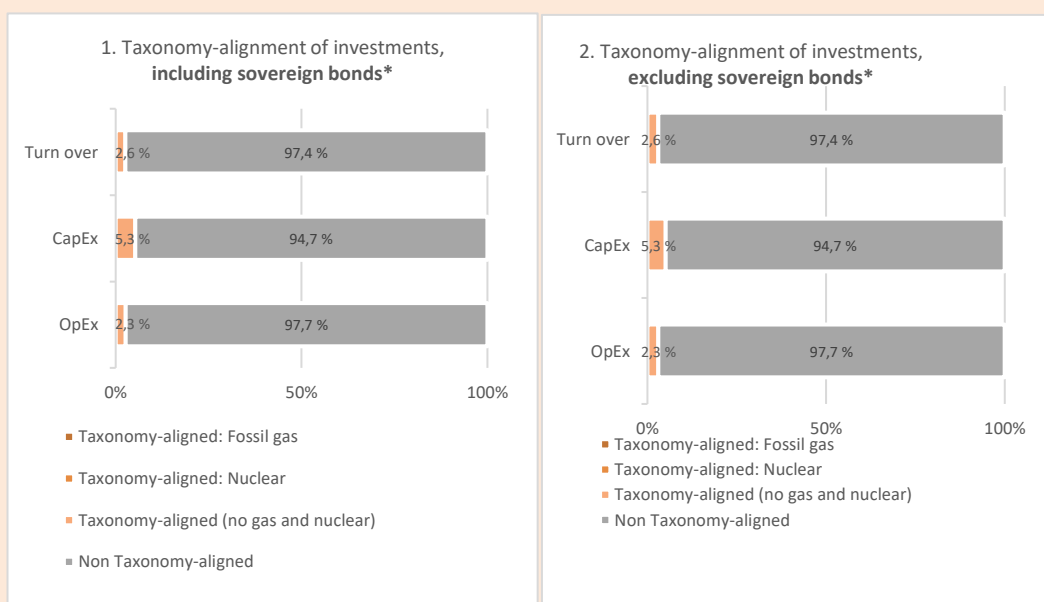 1. Taxonomy-alignment of investments,
including sovereign bonds*
Turn over 2,6 % 97,4 %
CapEx 5,3 % 94,7 %
OpEx 2,3 % 97,7 %
0% 50% 100%
Taxonomy-aligned: Fossil gas
Taxonomy-aligned: Nuclear
Taxonomy-aligned (no gas and nuclear)
Non Taxonomy-aligned
2. Taxonomy-alignment of investments,
excluding sovereign bonds*
Turn over 2,6 % 97,4 %
CapEx 5,3 % 94,7 %
OpEx 2,3 % 97,7 %
0% 50% 100%
Taxonomy-aligned: Fossil gas
Taxonomy-aligned: Nuclear
Taxonomy-aligned (no gas and nuclear)
Non Taxonomy-aligned